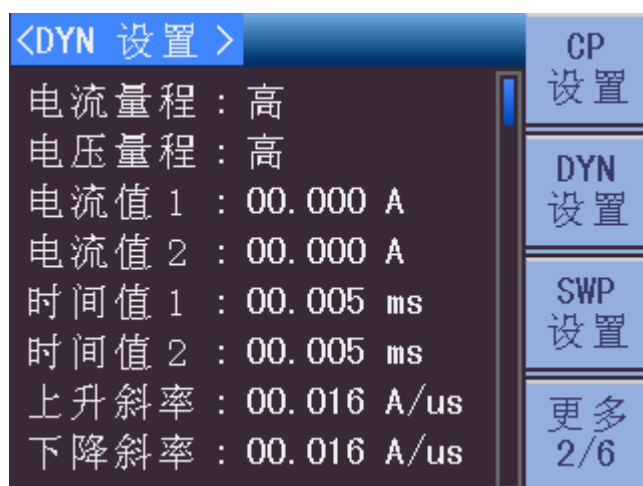 <DYN 设置 >
电流量程：高
电压量程：高
电流值1 ：00.000 A
电流值2 ：00.000 A
时间值1 ：00.005 ms
时间值2 ：00.005 ms
上升斜率：00.016 A/us
下降斜率：00.016 A/us
CP
设置
DYN
设置
SWP
设置
更多
2/6